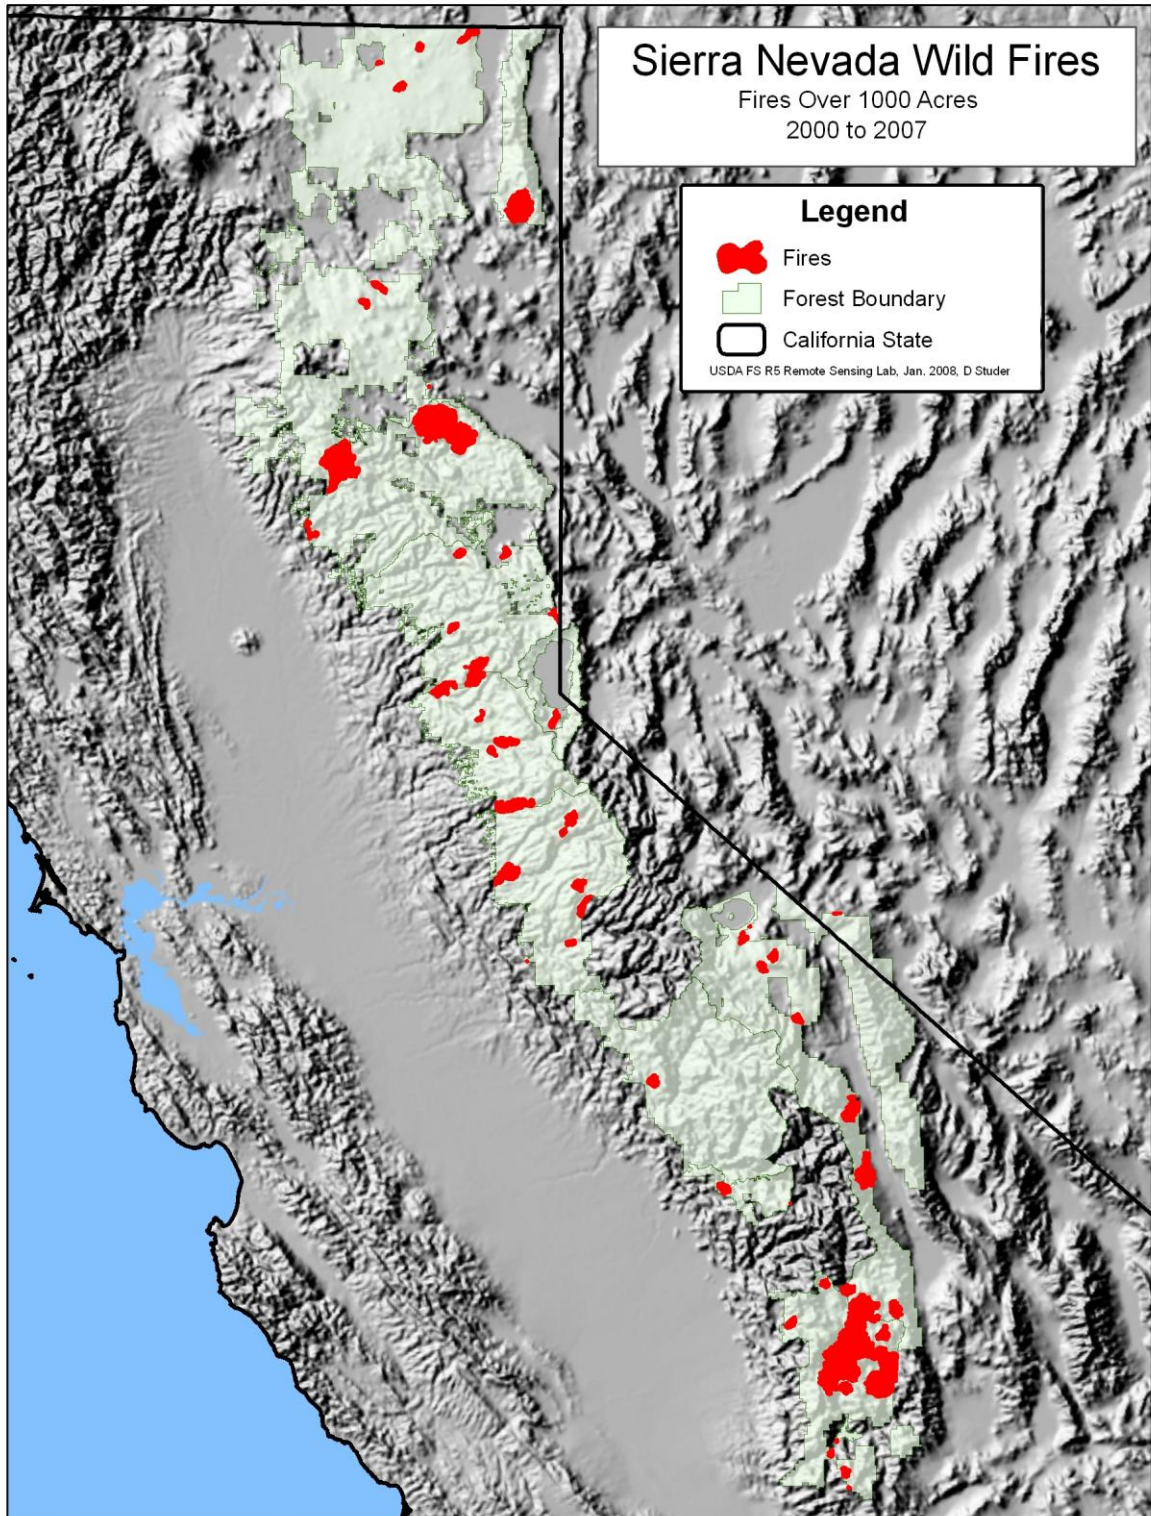 Sierra Nevada Wild Fires
Fires Over 1000 Acres
2000 to 2007
Legend
Fires
Forest Boundary
California State
USDA FS R5 Remote Sensing Lab, Jan. 2008, D Studer